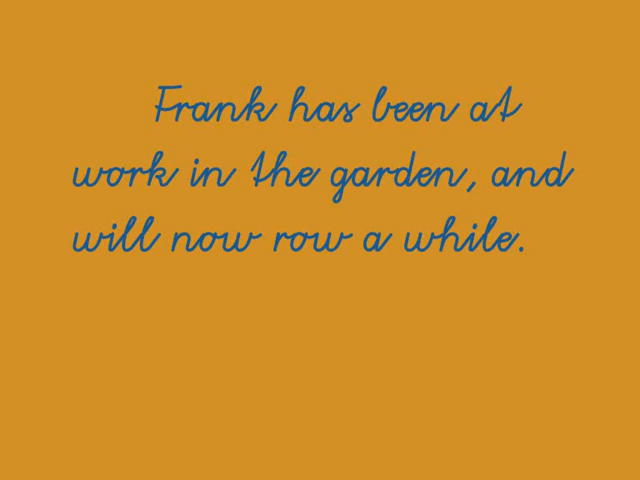 Frank has been at
work in the garden, and
will now row a while.